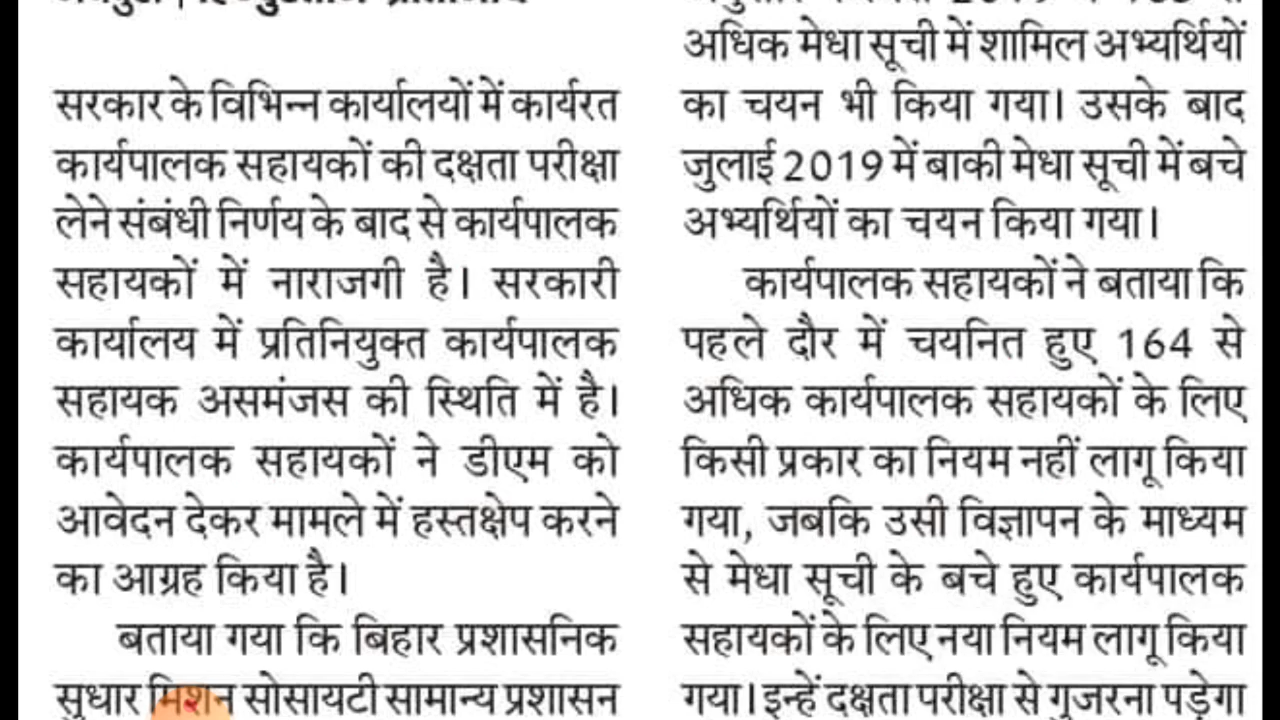 सरकार के विभिन्न कार्यालयों में कार्यरत
कार्यपालक सहायकों की दक्षता परीक्षा
लेने संबंधी निर्णय के बाद से कार्यपालक
सहायकों में नाराजगी है। सरकारी
कार्यालय में प्रतिनियुक्त कार्यपालक
सहायक असमंजस की स्थिति में है।
कार्यपालक सहायकों ने डीएम को
आवेदन देकर मामले में हस्तक्षेप करने
का आग्रह किया है।
बताया गया कि बिहार प्रशासनिक
सुधार मिशन सोसायटी सामान्य प्रशासन
अधिक मेधा सूची में शामिल अभ्यर्थियों
का चयन भी किया गया। उसके बाद
जुलाई 2019 में बाकी मेधा सूची में बचे
अभ्यर्थियों का चयन किया गया।
कार्यपालक सहायकों ने बताया कि
पहले दौर में चयनित हुए 164 से
अधिक कार्यपालक सहायकों के लिए
किसी प्रकार का नियम नहीं लागू किया
गया, जबकि उसी विज्ञापन के माध्यम
से मेधा सूची के बचे हुए कार्यपालक
सहायकों के लिए नया नियम लागू किया
गया। इन्हें दक्षता परीक्षा से गुजरना पड़ेगा